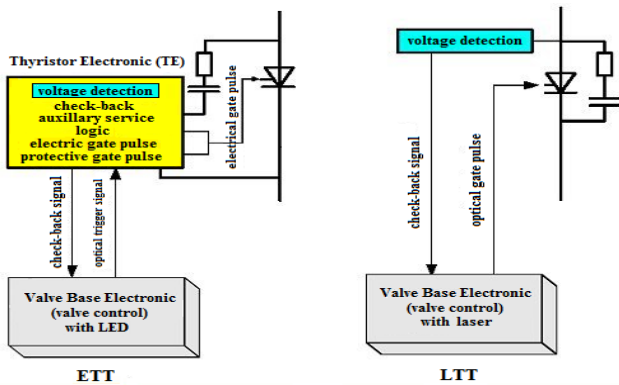 Thyristor Electronic (TE)
voltage detection
check-back
auxillary service
logic
electric gate pulse
protective gate pulse
electrical gate pulse
check-back signal
optical trigger signal
Valve Base Electronic
(valve control)
with LED
ETT
voltage detection
check-back signal
optical gate pulse
Valve Base Electronic
(valve control)
with laser
LTT